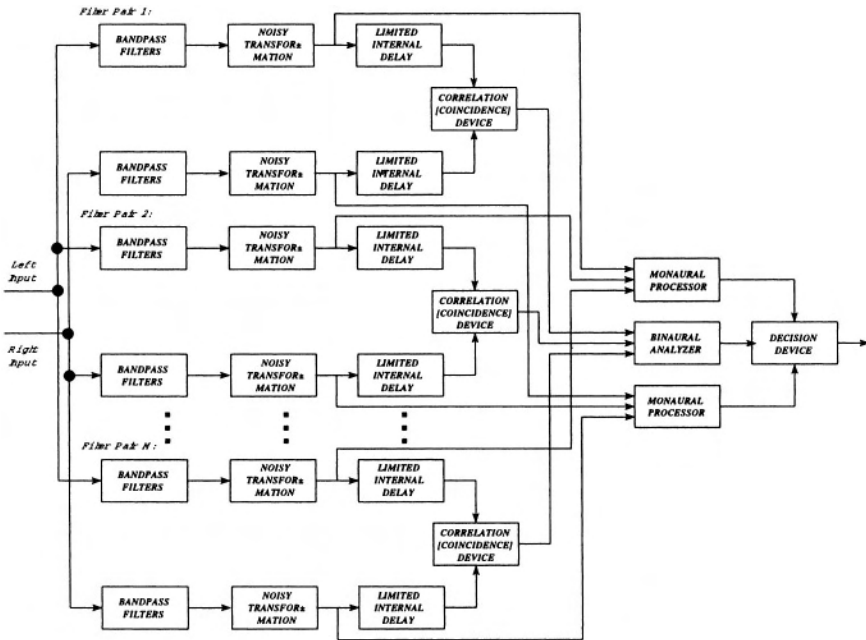 Filter Pair 1:
BANDPASS
FILTERS
NOISY
TRANSFOR±
MATION
LIMITED
INTERNAL
DELAY
CORRELATION
[COINCIDENCE]
DEVICE
BANDPASS
FILTERS
NOISY
TRANSFOR±
MATION
LIMITED
INTERNAL
DELAY
Filter Pair 2:
BANDPASS
FILTERS
NOISY
TRANSFOR±
MATION
LIMITED
INTERNAL
DELAY
Left
Input
MONAURAL
PROCESSOR
CORRELATION
[COINCIDENCE]
DEVICE
BINAURAL
ANALYZER
DECISION
DEVICE
Right
Input
BANDPASS
FILTERS
NOISY
TRANSFOR±
MATION
LIMITED
INTERNAL
DELAY
MONAURAL
PROCESSOR
Filter Pair N:
BANDPASS
FILTERS
NOISY
TRANSFOR±
MATION
LIMITED
INTERNAL
DELAY
CORRELATION
[COINCIDENCE]
DEVICE
BANDPASS
FILTERS
NOISY
TRANSFOR±
MATION
LIMITED
INTERNAL
DELAY